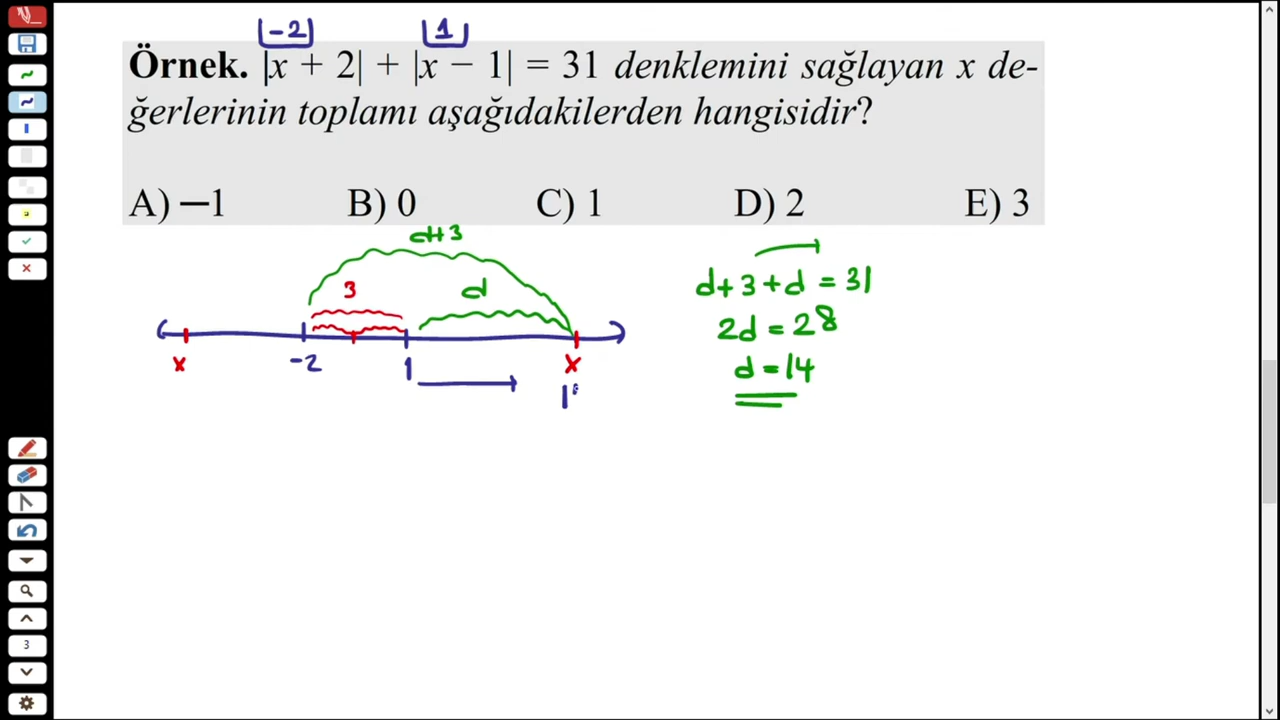 -2 1
Örnek. |x + 2| + |x − 1| = 31 denklemini sağlayan x de-
ğerlerinin toplamı aşağıdakilerden hangisidir?
A) −1 B) 0 C) 1 D) 2 E) 3
d+3
3 d
x -2 1 x
d+3+d=31
2d=28
d=14
3